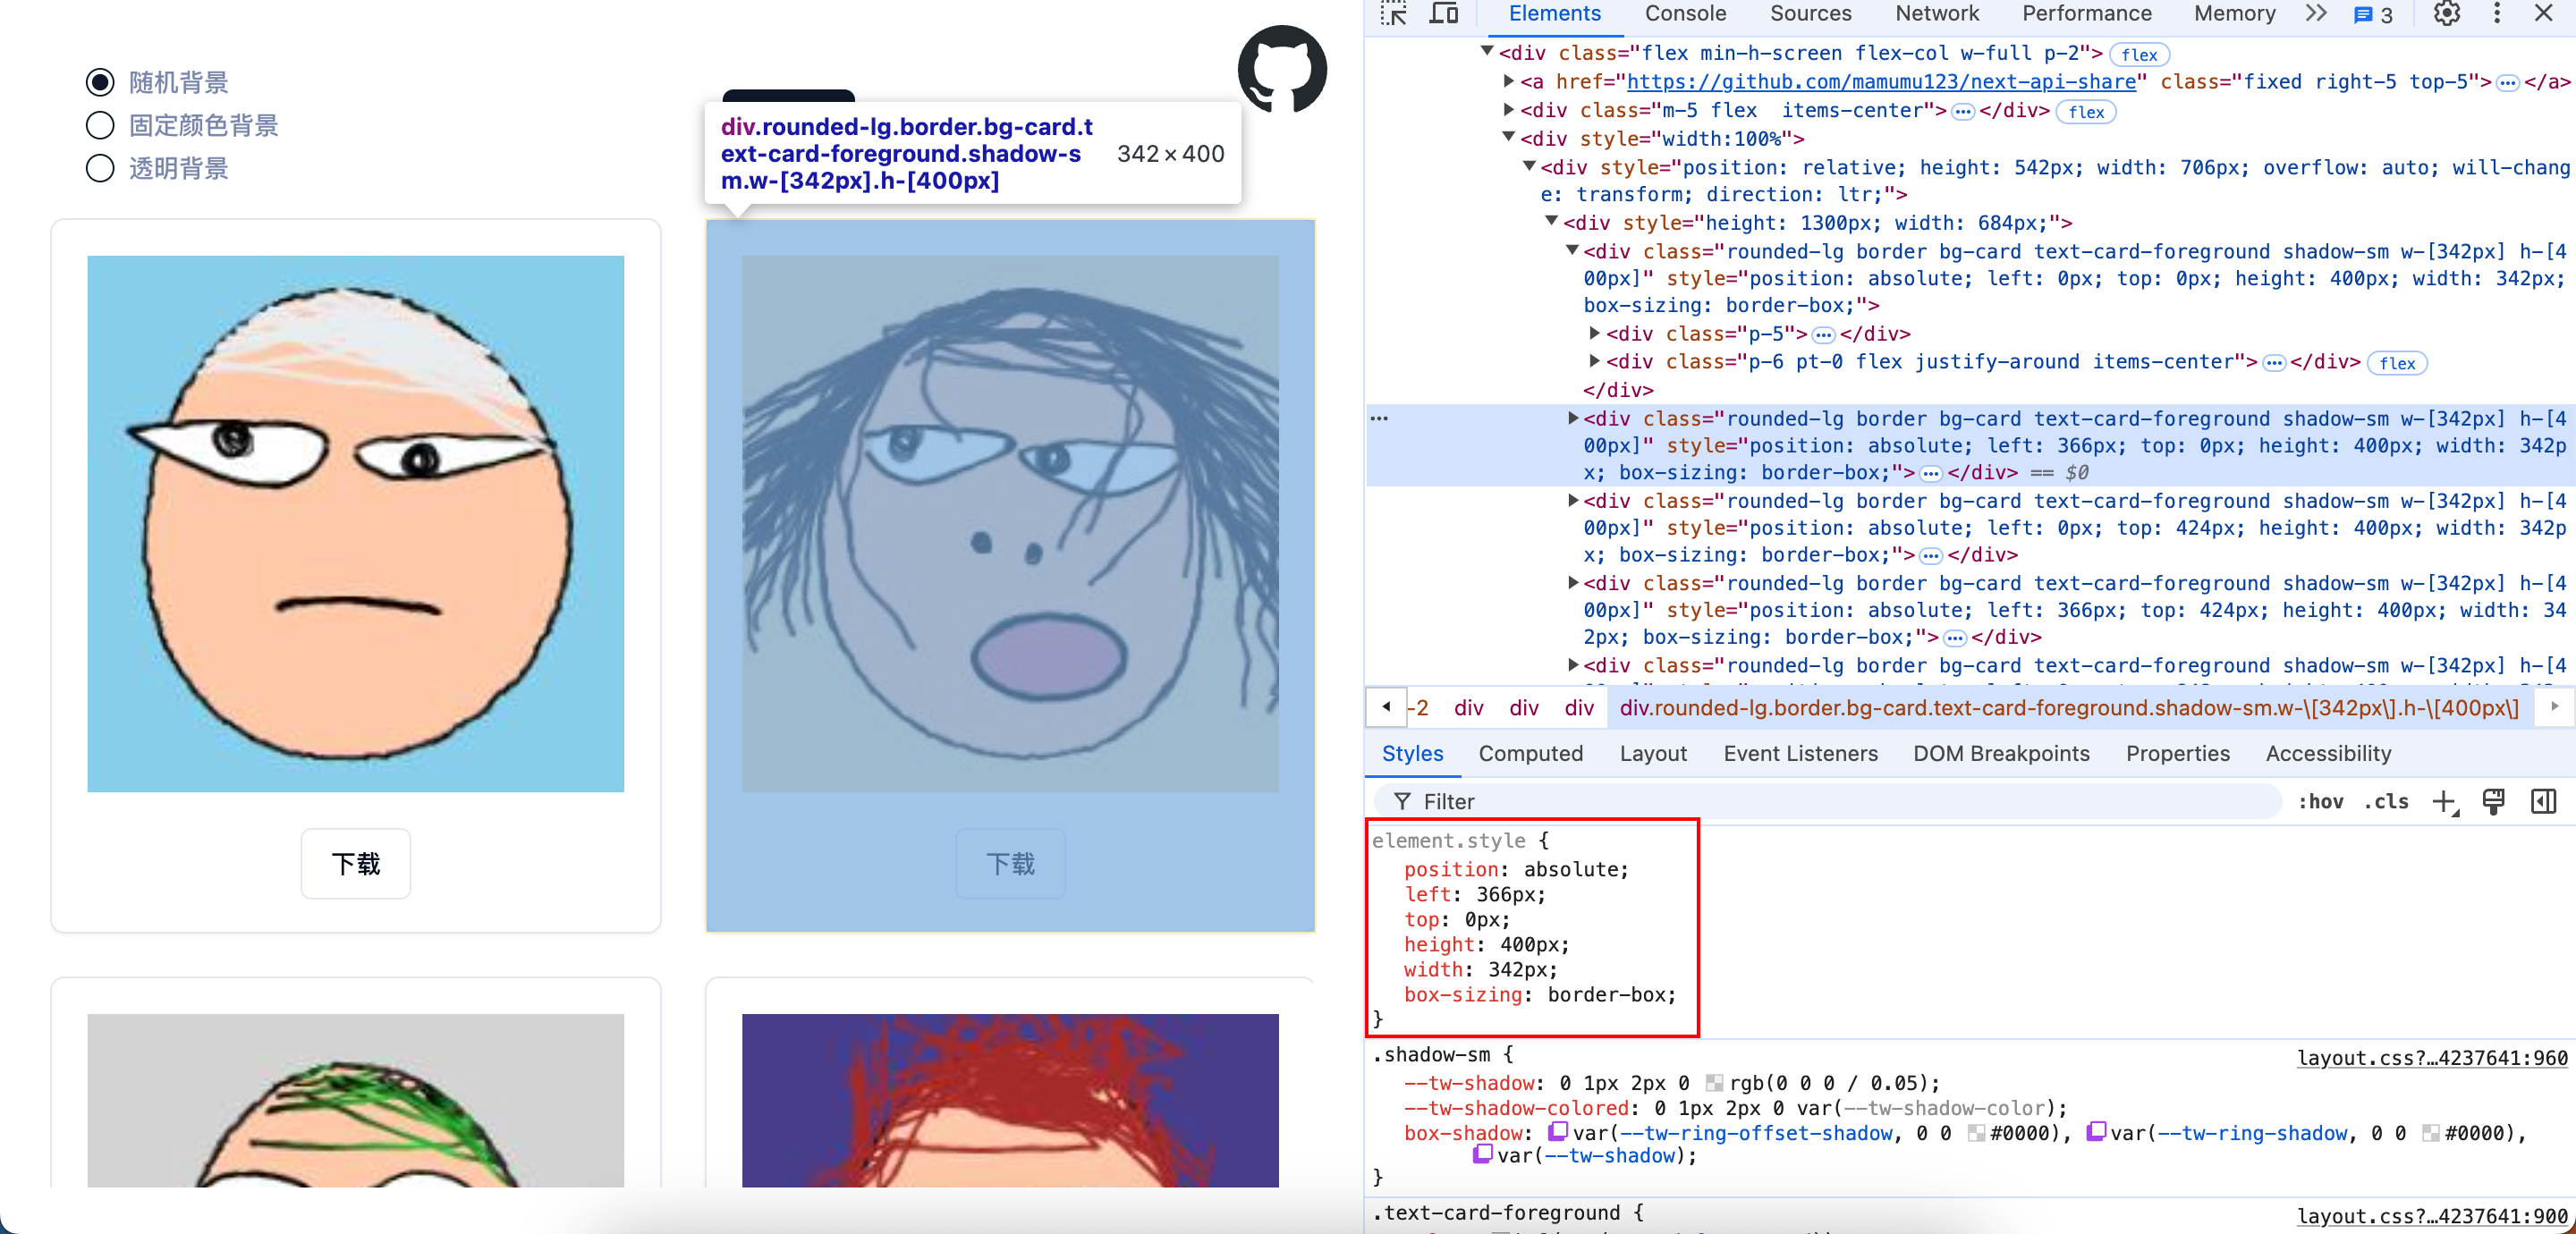 随机背景
固定颜色背景
透明背景
div.rounded-lg.border.bg-card.t
ext-card-foreground.shadow-s
m.w-[342px].h-[400px]
342 × 400
下载
下载
Elements Console Sources Network Performance Memory 3
<div class="flex min-h-screen flex-col w-full p-2"> flex
<a href="https://github.com/mamumu123/next-api-share" class="fixed right-5 top-5">…</a>
<div class="m-5 flex  items-center">…</div> flex
<div style="width:100%">
<div style="position: relative; height: 542px; width: 706px; overflow: auto; will-chang
e: transform; direction: ltr;">
<div style="height: 1300px; width: 684px;">
<div class="rounded-lg border bg-card text-card-foreground shadow-sm w-[342px] h-[4
00px]" style="position: absolute; left: 0px; top: 0px; height: 400px; width: 342px;
box-sizing: border-box;">
<div class="p-5">…</div>
<div class="p-6 pt-0 flex justify-around items-center">…</div> flex
</div>
… <div class="rounded-lg border bg-card text-card-foreground shadow-sm w-[342px] h-[4
00px]" style="position: absolute; left: 366px; top: 0px; height: 400px; width: 342p
x; box-sizing: border-box;">…</div> == $0
<div class="rounded-lg border bg-card text-card-foreground shadow-sm w-[342px] h-[4
00px]" style="position: absolute; left: 0px; top: 424px; height: 400px; width: 342p
x; box-sizing: border-box;">…</div>
<div class="rounded-lg border bg-card text-card-foreground shadow-sm w-[342px] h-[4
00px]" style="position: absolute; left: 366px; top: 424px; height: 400px; width: 34
2px; box-sizing: border-box;">…</div>
<div class="rounded-lg border bg-card text-card-foreground shadow-sm w-[342px] h-[4
-2 div div div div.rounded-lg.border.bg-card.text-card-foreground.shadow-sm.w-\[342px\].h-\[400px\]
Styles Computed Layout Event Listeners DOM Breakpoints Properties Accessibility
Filter :hov .cls
element.style {
position: absolute;
left: 366px;
top: 0px;
height: 400px;
width: 342px;
box-sizing: border-box;
}
.shadow-sm { layout.css?…4237641:960
--tw-shadow: 0 1px 2px 0 rgb(0 0 0 / 0.05);
--tw-shadow-colored: 0 1px 2px 0 var(--tw-shadow-color);
box-shadow: var(--tw-ring-offset-shadow, 0 0 #0000), var(--tw-ring-shadow, 0 0 #0000),
var(--tw-shadow);
}
.text-card-foreground { layout.css?…4237641:900